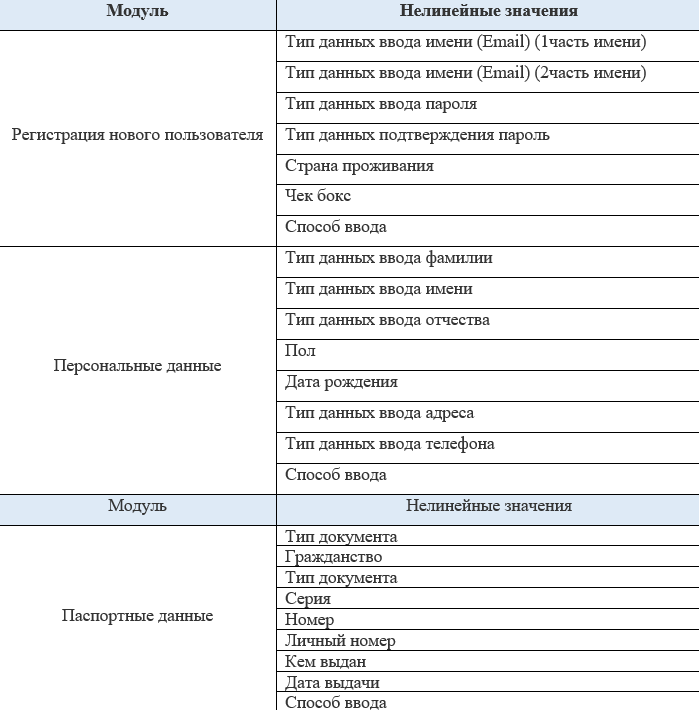 Модуль
Нелинейные значения
Регистрация нового пользователя
Тип данных ввода имени (Email) (1часть имени)
Тип данных ввода имени (Email) (2часть имени)
Тип данных ввода пароля
Тип данных подтверждения пароль
Страна проживания
Чек бокс
Способ ввода
Персональные данные
Тип данных ввода фамилии
Тип данных ввода имени
Тип данных ввода отчества
Пол
Дата рождения
Тип данных ввода адреса
Тип данных ввода телефона
Способ ввода
Модуль
Нелинейные значения
Паспортные данные
Тип документа
Гражданство
Тип документа
Серия
Номер
Личный номер
Кем выдан
Дата выдачи
Способ ввода